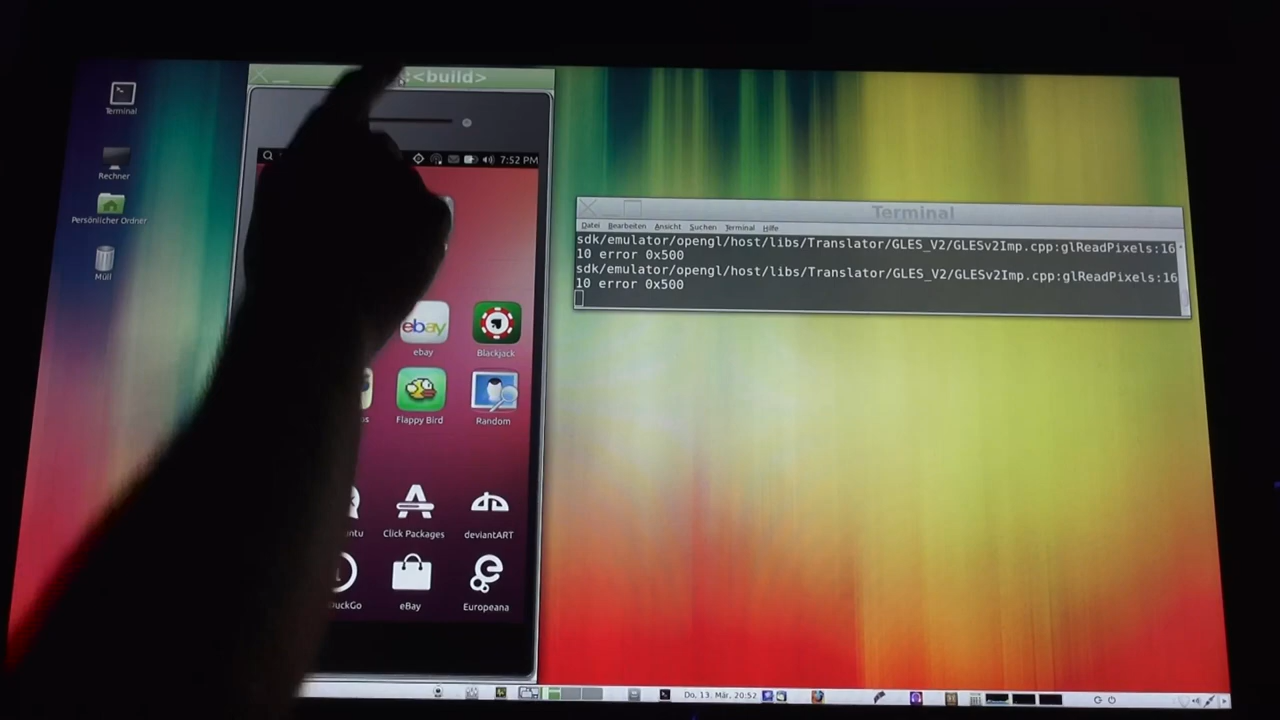 <build>
7:52 PM
Terminal
Rechner
Persönlicher Ordner
Müll
Terminal
Datei Bearbeiten Ansicht Suchen Terminal Hilfe
sdk/emulator/opengl/host/libs/Translator/GLES_V2/GLESv2Imp.cpp:glReadPixels:16
10 error 0x500
sdk/emulator/opengl/host/libs/Translator/GLES_V2/GLESv2Imp.cpp:glReadPixels:16
10 error 0x500
ebay
ebay Blackjack
Flappy Bird Random
Click Packages deviantART
eBay Europeana
Do, 13. Mär, 20:52